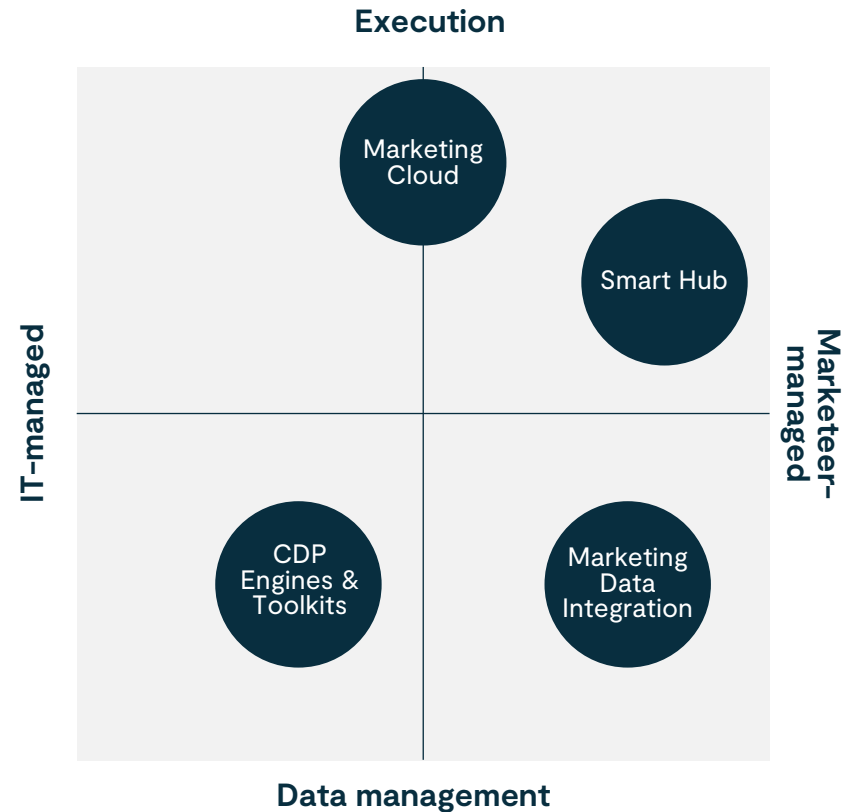 Execution
Marketing
Cloud
Smart Hub
IT-managed
Marketeer-
managed
CDP
Engines &
Toolkits
Marketing
Data
Integration
Data management